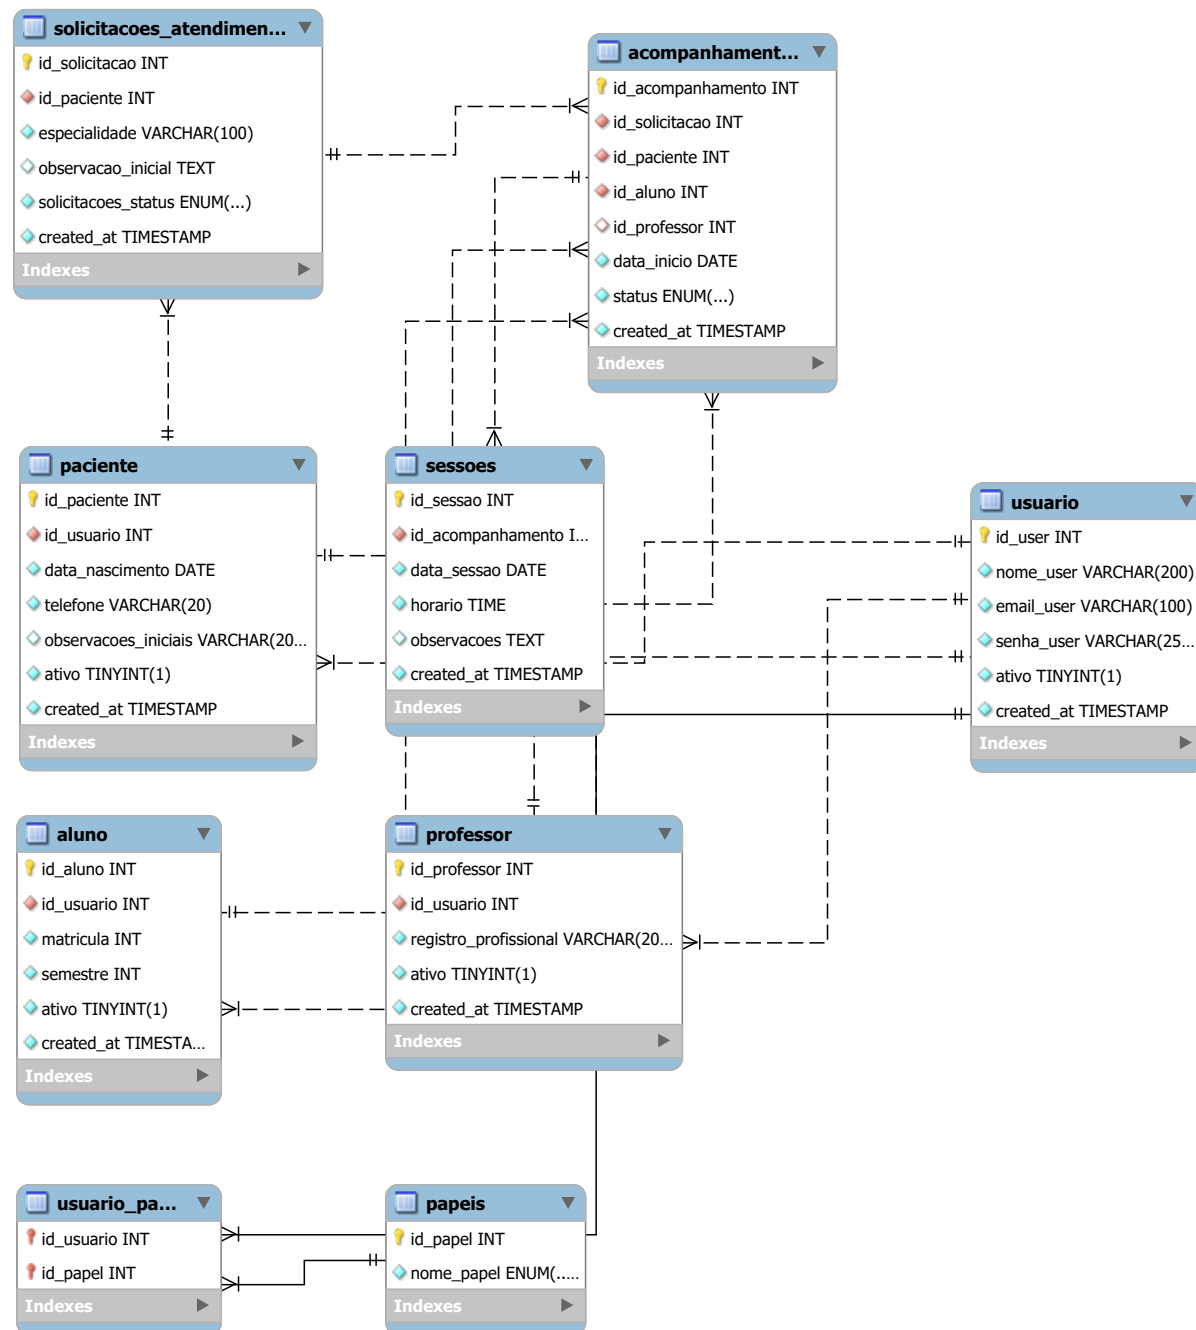 solicitacoes_atendimen...
id_solicitacao INT
id_paciente INT
especialidade VARCHAR(100)
observacao_inicial TEXT
solicitacoes_status ENUM(...)
created_at TIMESTAMP
Indexes
acompanhament...
id_acompanhamento INT
id_solicitacao INT
id_paciente INT
id_aluno INT
id_professor INT
data_inicio DATE
status ENUM(...)
created_at TIMESTAMP
Indexes
paciente
id_paciente INT
id_usuario INT
data_nascimento DATE
telefone VARCHAR(20)
observacoes_iniciais VARCHAR(20...
ativo TINYINT(1)
created_at TIMESTAMP
Indexes
sessoes
id_sessao INT
id_acompanhamento I...
data_sessao DATE
horario TIME
observacoes TEXT
created_at TIMESTAMP
Indexes
usuario
id_user INT
nome_user VARCHAR(200)
email_user VARCHAR(100)
senha_user VARCHAR(25...
ativo TINYINT(1)
created_at TIMESTAMP
Indexes
aluno
id_aluno INT
id_usuario INT
matricula INT
semestre INT
ativo TINYINT(1)
created_at TIMESTA...
Indexes
professor
id_professor INT
id_usuario INT
registro_profissional VARCHAR(20...
ativo TINYINT(1)
created_at TIMESTAMP
Indexes
usuario_pa...
id_usuario INT
id_papel INT
Indexes
papeis
id_papel INT
nome_papel ENUM(.....
Indexes